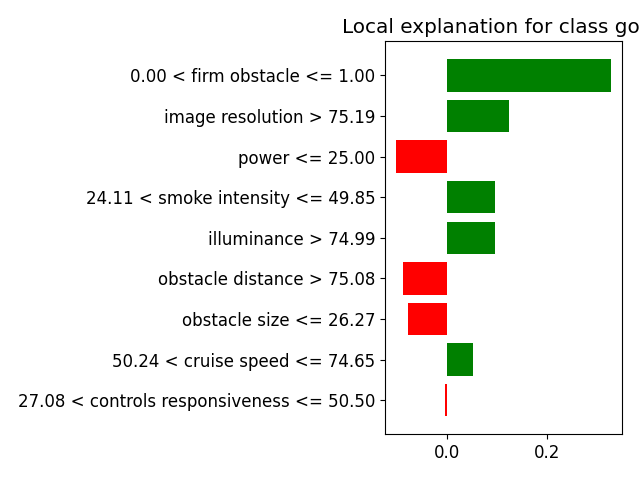 Local explanation for class go
0.00 < firm obstacle <= 1.00
image resolution > 75.19
power <= 25.00
24.11 < smoke intensity <= 49.85
illuminance > 74.99
obstacle distance > 75.08
obstacle size <= 26.27
50.24 < cruise speed <= 74.65
27.08 < controls responsiveness <= 50.50
0.0 0.2